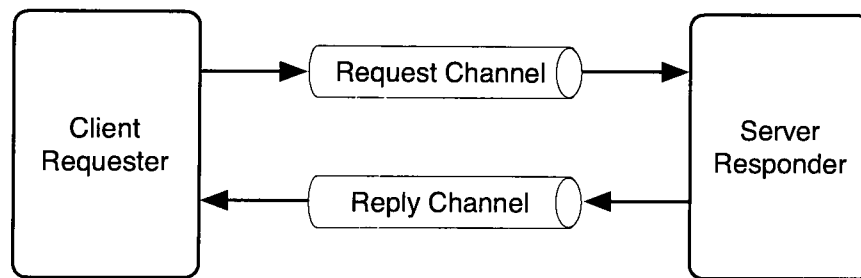 Request Channel
Client
Requester
Server
Responder
Reply Channel